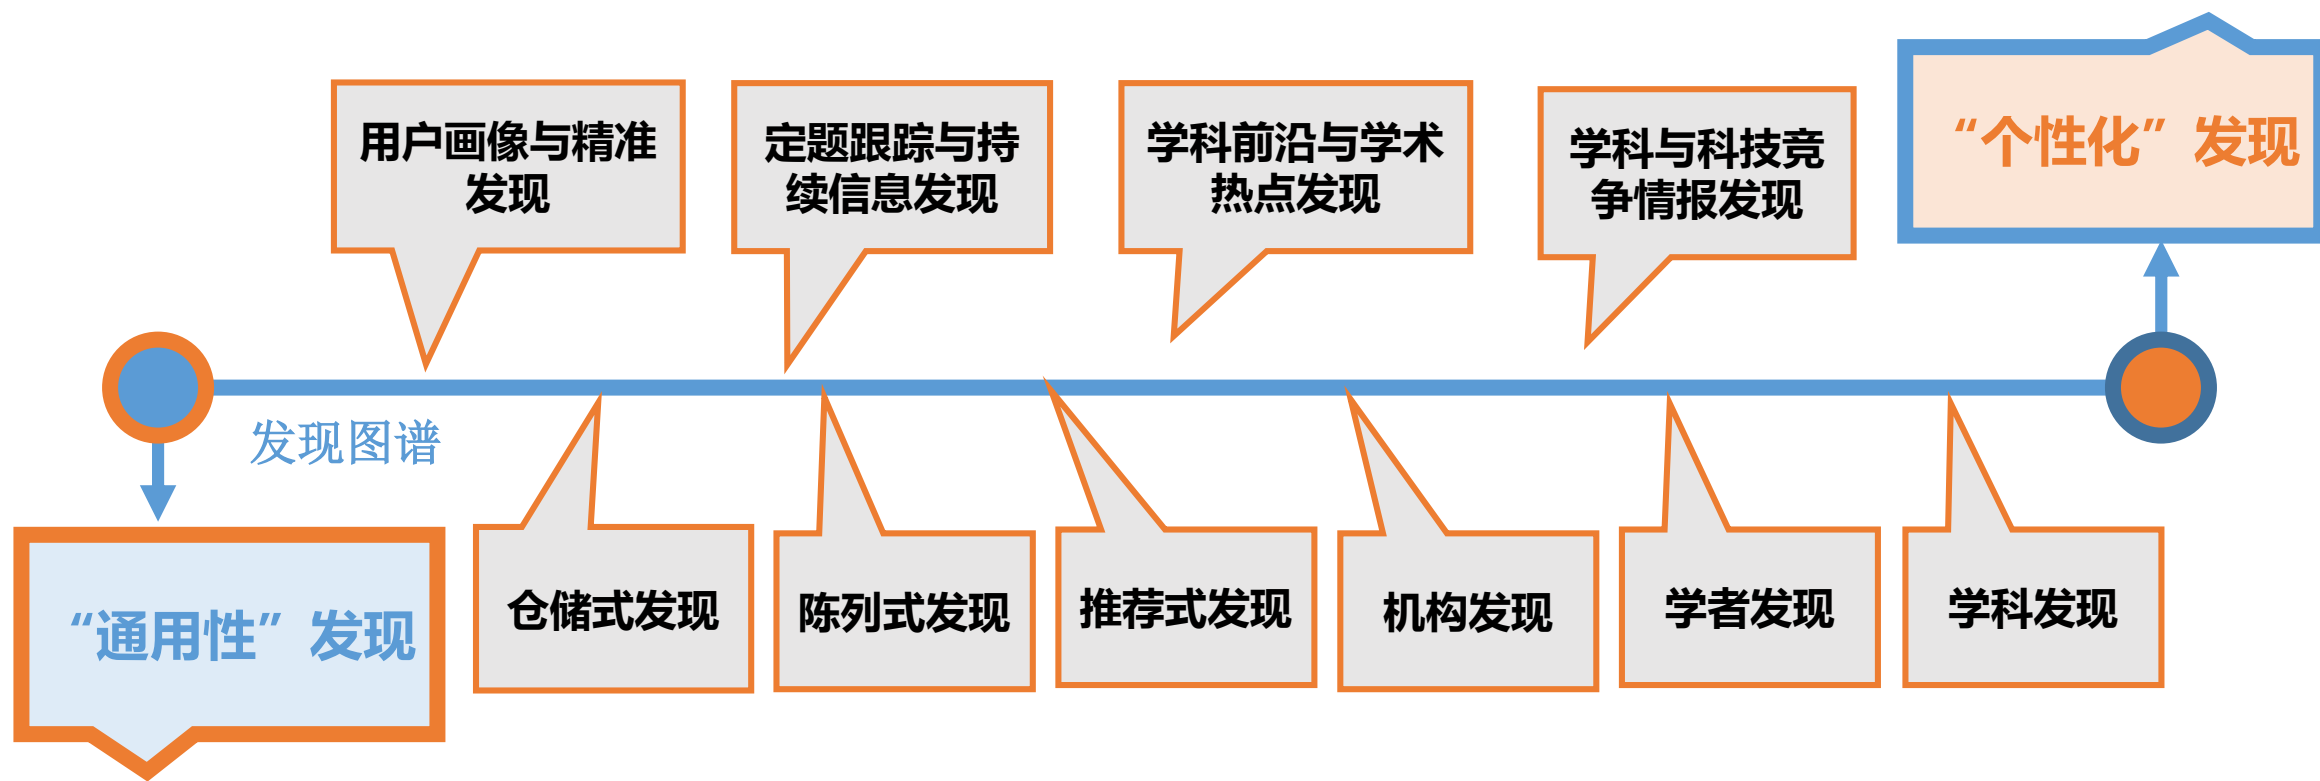 用户画像与精准
发现
定题跟踪与持
续信息发现
学科前沿与学术
热点发现
学科与科技竞
争情报发现
“个性化”发现
发现图谱
“通用性”发现
仓储式发现
陈列式发现
推荐式发现
机构发现
学者发现
学科发现